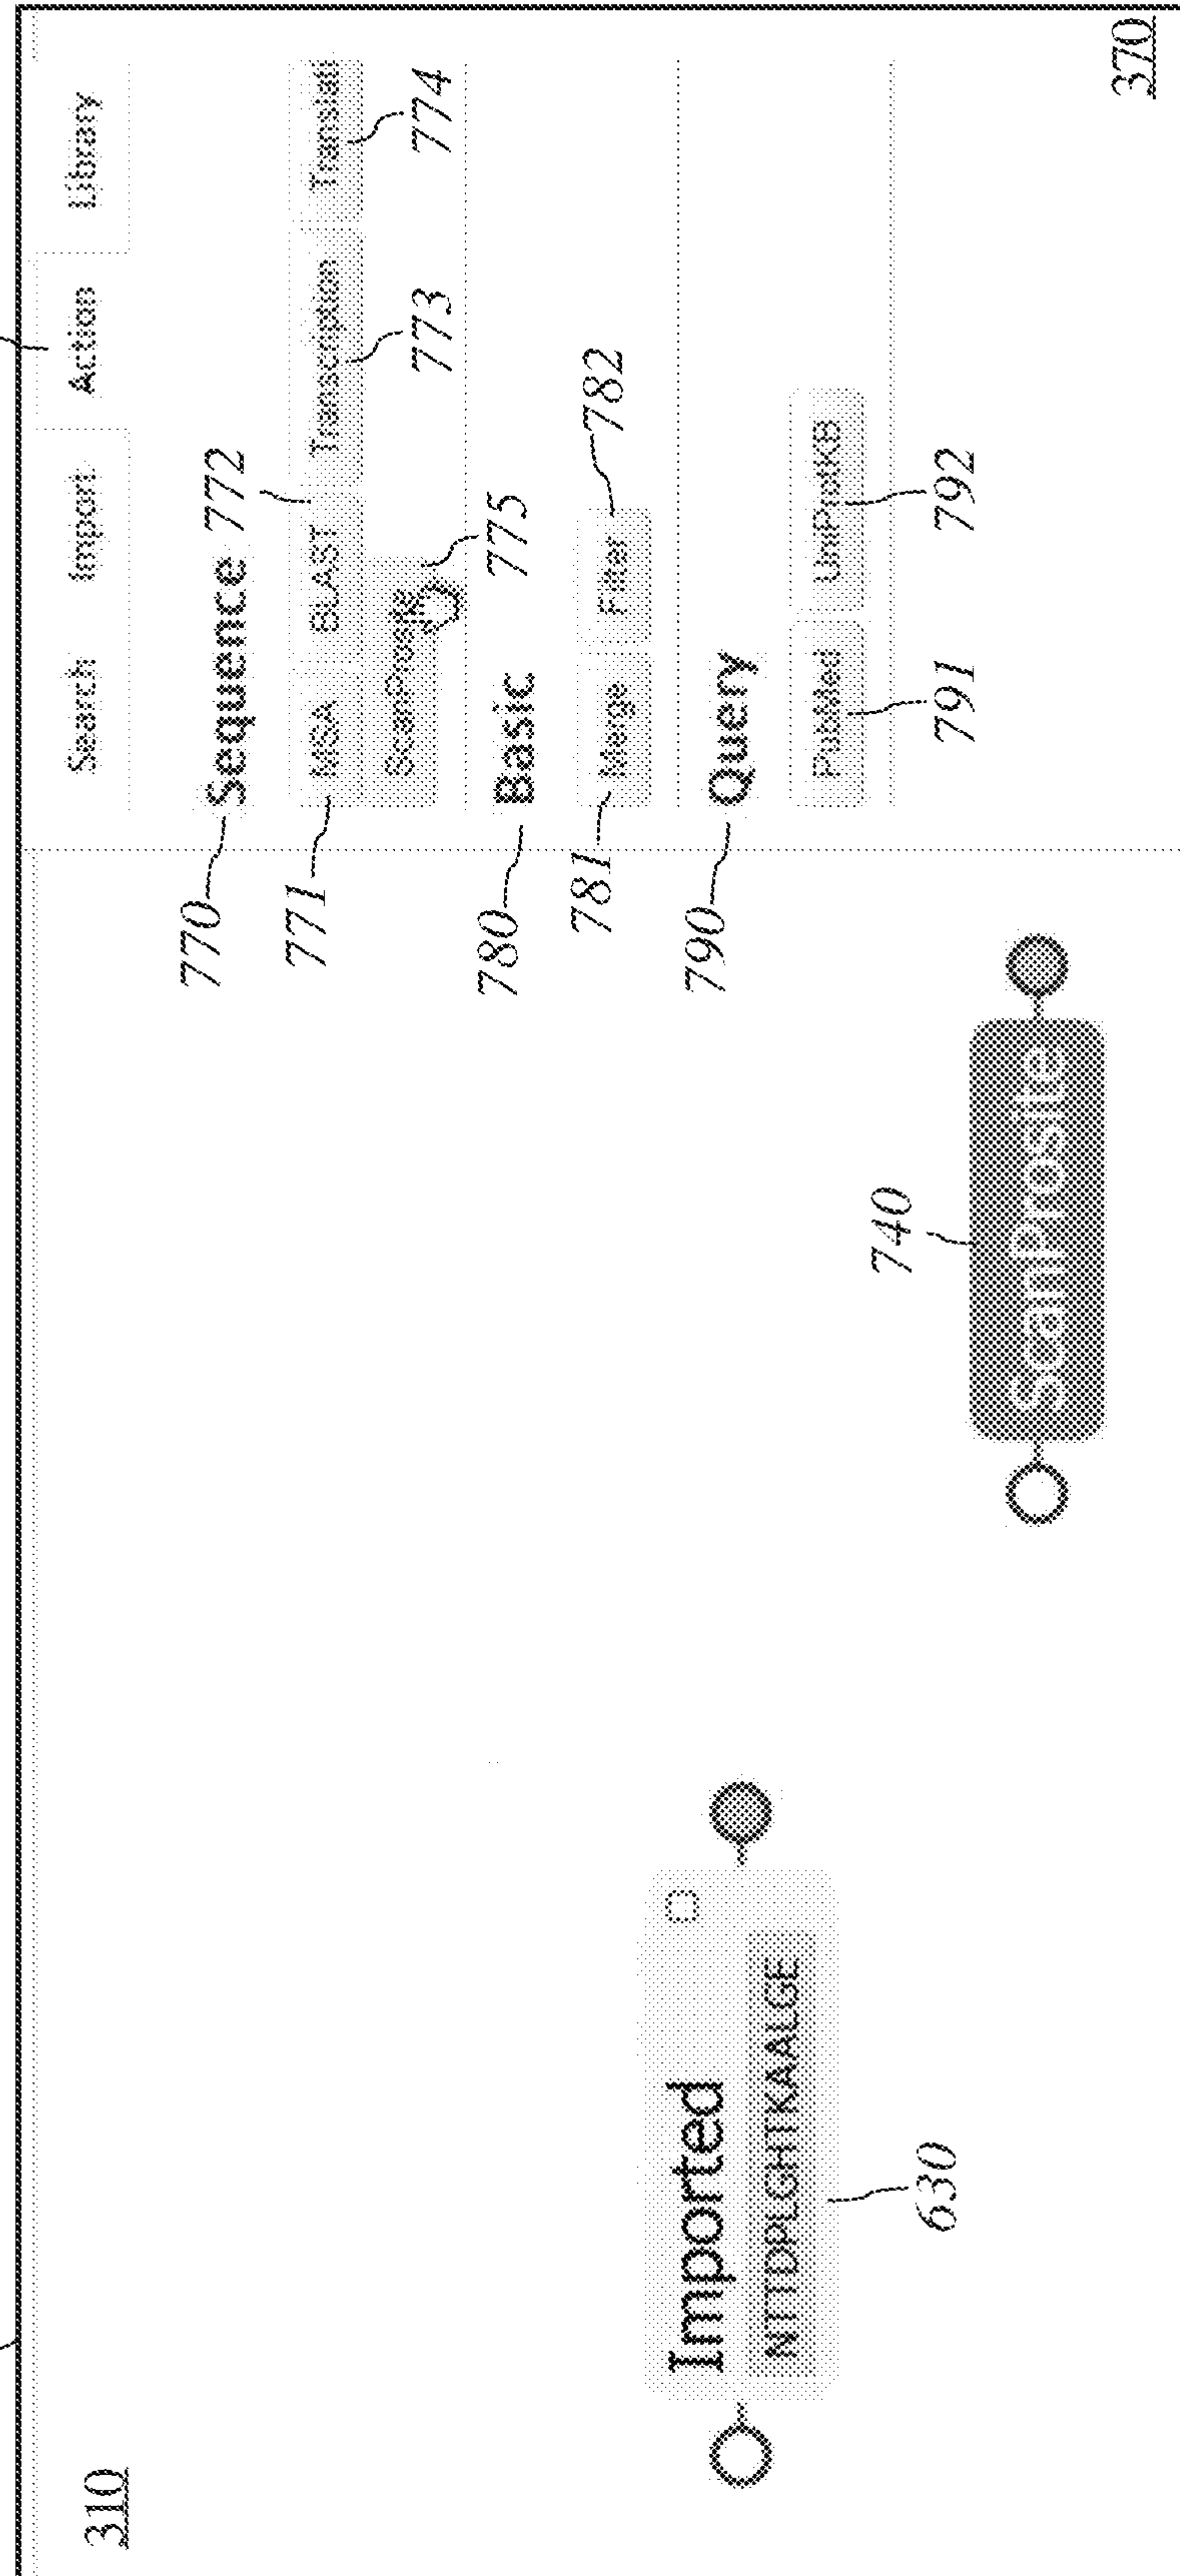 310
Search Import Action Library
770 Sequence 772
771 MSA BLAST Transcription Translati
ScanProsite
775 773 774
780 Basic
781 Merge Filter 782
790 Query
PubMed UniProtKB
791 792
Imported
NTTDPLGHTKAALGE
630
740
ScanProsite
370